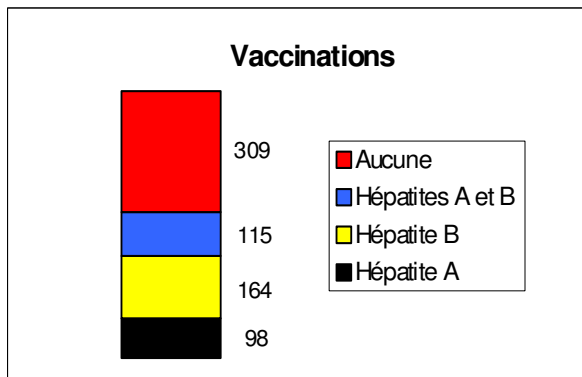 Vaccinations
309
115
164
98
Aucune
Hépatites A et B
Hépatite B
Hépatite A